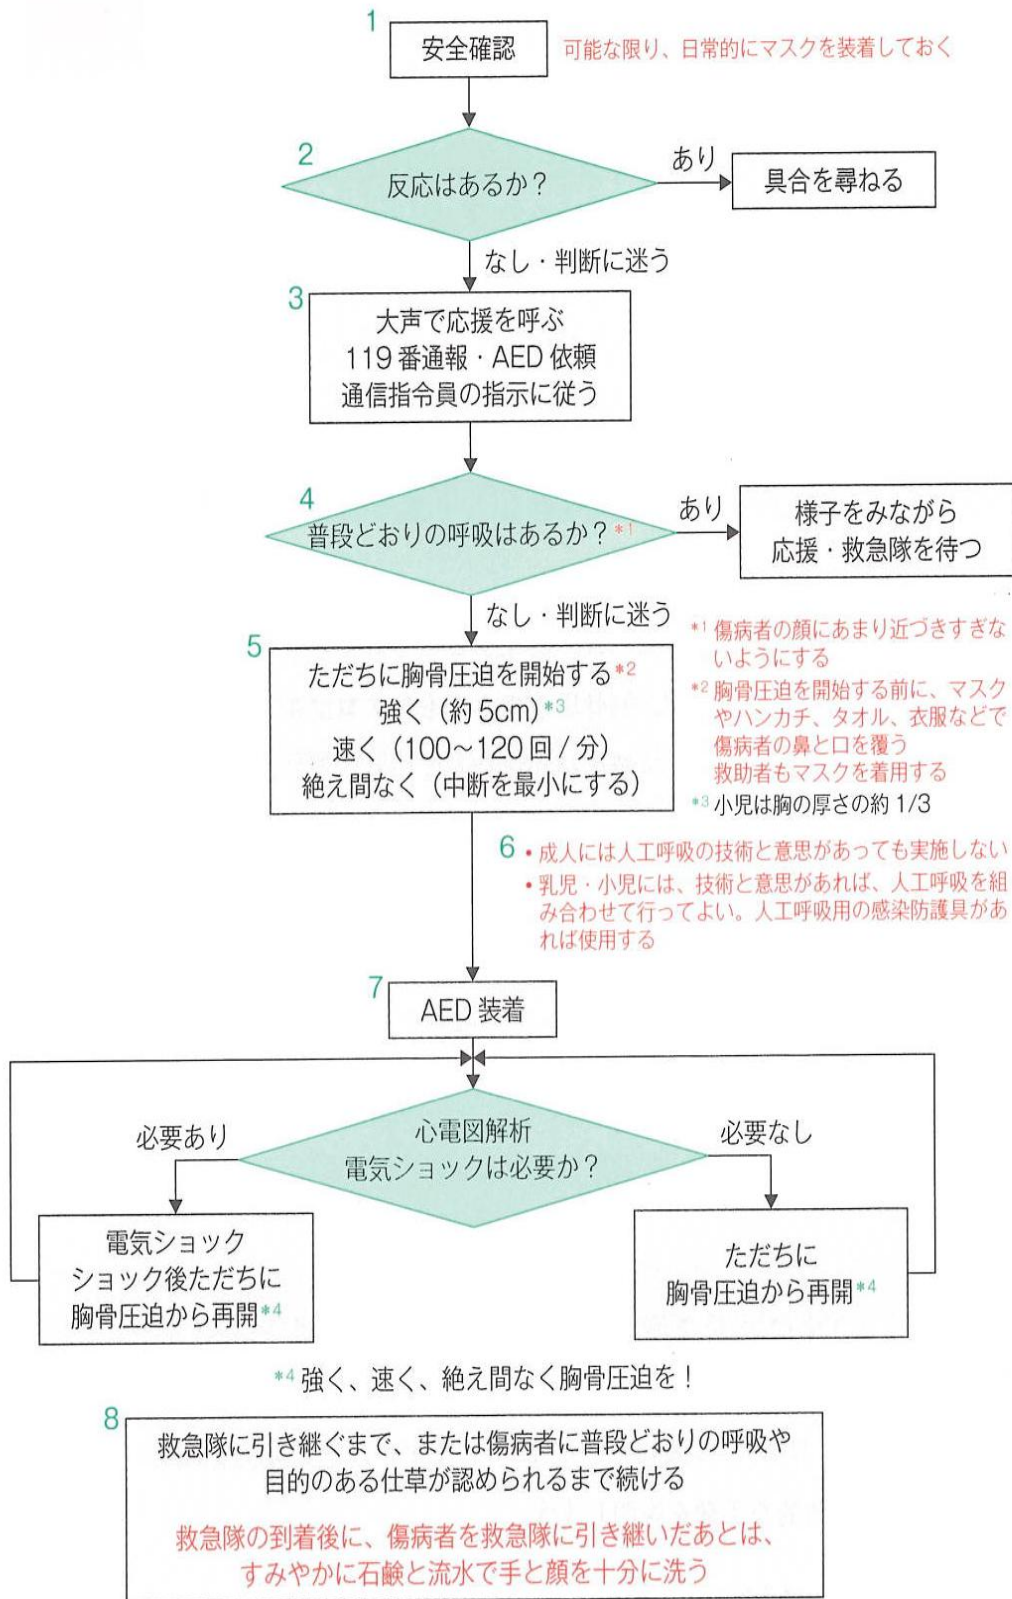 1
安全確認
可能な限り、日常的にマスクを装着しておく
2
反応はあるか？
あり
具合を尋ねる
なし・判断に迷う
3
大声で応援を呼ぶ
119番通報・AED依頼
通信指令員の指示に従う
4
普段どおりの呼吸はあるか？*1
あり
様子をみながら
応援・救急隊を待つ
なし・判断に迷う
5
ただちに胸骨圧迫を開始する*2
強く（約5cm）*3
速く（100〜120回/分）
絶え間なく（中断を最小にする）
*1 傷病者の顔にあまり近づきすぎな
いようにする
*2 胸骨圧迫を開始する前に、マスク
やハンカチ、タオル、衣服などで
傷病者の鼻と口を覆う
救助者もマスクを着用する
*3 小児は胸の厚さの約1/3
6
• 成人には人工呼吸の技術と意思があっても実施しない
• 乳児・小児には、技術と意思があれば、人工呼吸を組
み合わせて行ってよい。人工呼吸用の感染防護具があ
れば使用する
7
AED装着
心電図解析
電気ショックは必要か？
必要あり
必要なし
電気ショック
ショック後ただちに
胸骨圧迫から再開*4
ただちに
胸骨圧迫から再開*4
*4 強く、速く、絶え間なく胸骨圧迫を！
8
救急隊に引き継ぐまで、または傷病者に普段どおりの呼吸や
目的のある仕草が認められるまで続ける
救急隊の到着後に、傷病者を救急隊に引き継いだあとは、
すみやかに石鹸と流水で手と顔を十分に洗う